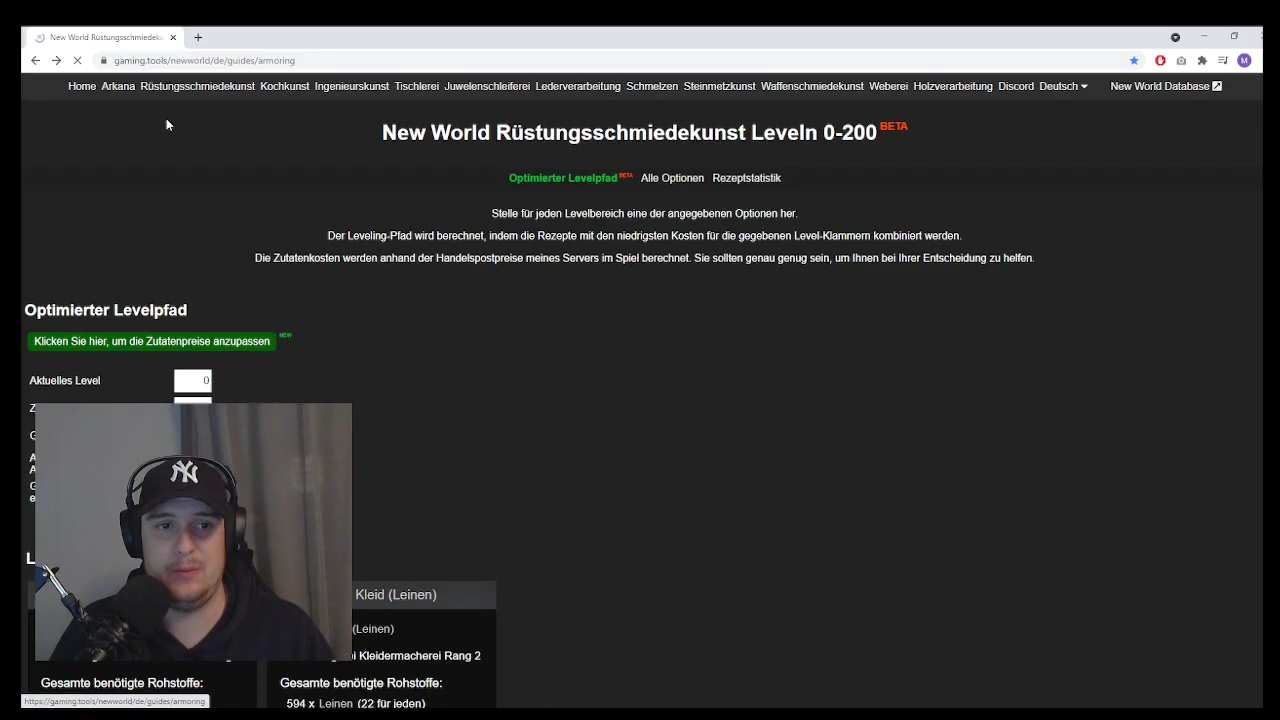 New World Rüstungsschmiedeku
gaming.tools/newworld/de/guides/armoring
M
Home Arkana Rüstungsschmiedekunst Kochkunst Ingenieurskunst Tischlerei Juwelenschleiferei Lederverarbeitung Schmelzen Steinmetzkunst Waffenschmiedekunst Weberei Holzverarbeitung Discord Deutsch New World Database
New World Rüstungsschmiedekunst Leveln 0-200 BETA
Optimierter Levelpfad BETA Alle Optionen Rezeptstatistik
Stelle für jeden Levelbereich eine der angegebenen Optionen her.
Der Leveling-Pfad wird berechnet, indem die Rezepte mit den niedrigsten Kosten für die gegebenen Level-Klammern kombiniert werden.
Die Zutatenkosten werden anhand der Handelspostpreise meines Servers im Spiel berechnet. Sie sollten genau genug sein, um Ihnen bei Ihrer Entscheidung zu helfen.
Optimierter Levelpfad
Klicken Sie hier, um die Zutatenpreise anzupassen NEW
Aktuelles Level 0
NY
Kleid (Leinen)
(Leinen)
Kleidermacherei Rang 2
Gesamte benötigte Rohstoffe: Gesamte benötigte Rohstoffe:
594 x Leinen (22 für jeden)
https://gaming.tools/newworld/de/guides/armoring